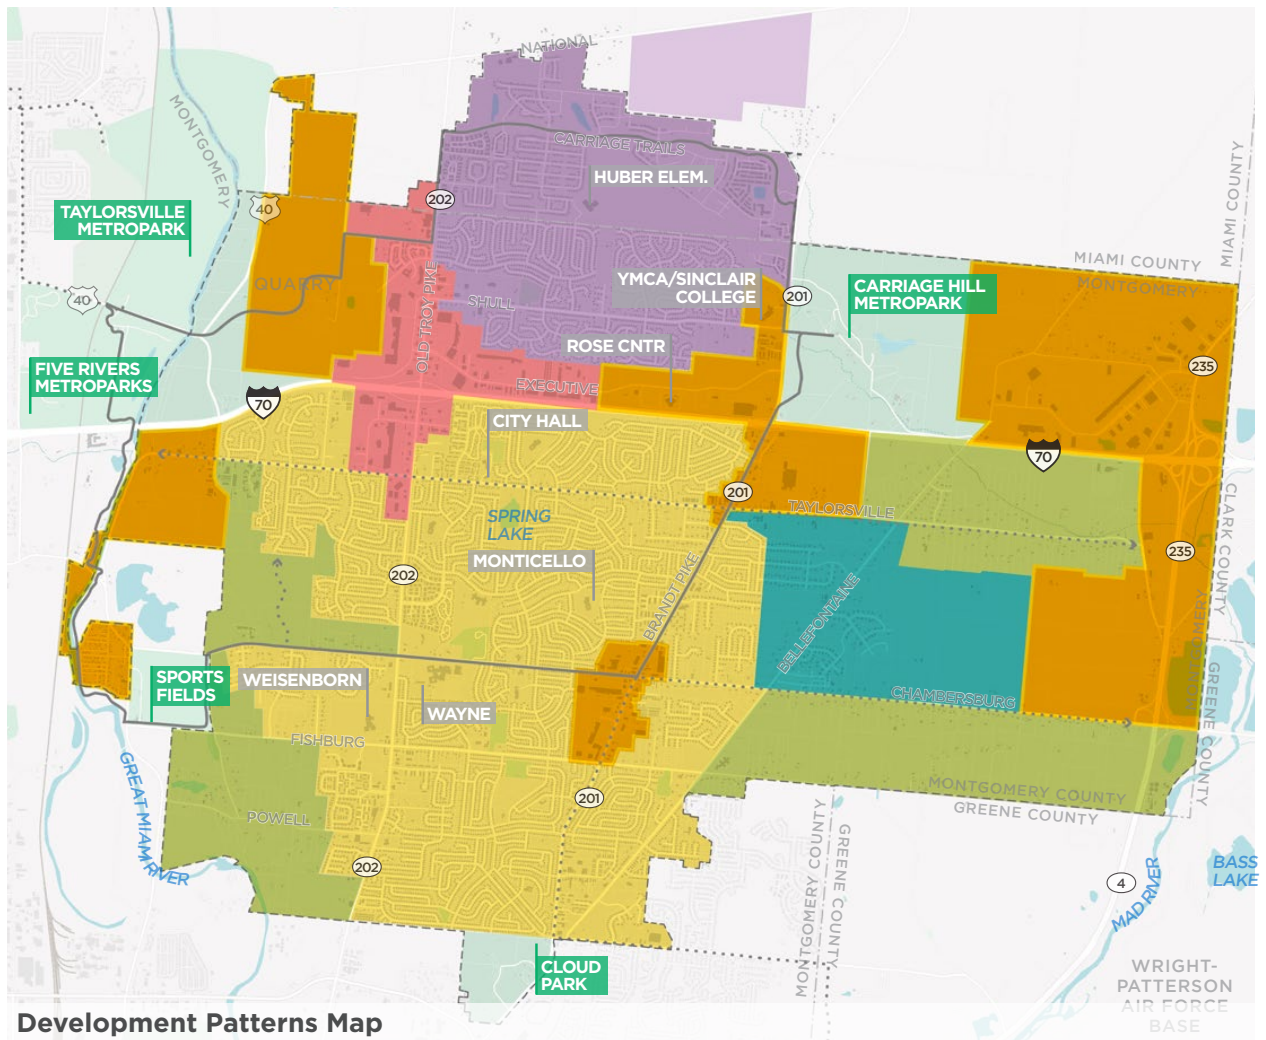 NATIONAL
MONTGOMERY
CARRIAGE TRAILS
HUBER ELEM.
202
40
TAYLORSVILLE
METROPARK
MIAMI COUNTY
MIAMI COUNTY
MONTGOMERY
YMCA/SINCLAIR
COLLEGE
201
CARRIAGE HILL
METROPARK
QUARRY
40
SHULL
OLD TROY PIKE
ROSE CNTR
235
FIVE RIVERS
METROPARKS
EXECUTIVE
70
CITY HALL
70
201
TAYLORSVILLE
SPRING
LAKE
CLARK COUNTY
235
MONTICELLO
202
BRANDT PIKE
BELLEFONTAINE
MONTGOMERY
GREENE COUNTY
SPORTS
FIELDS
WEISENBORN
WAYNE
CHAMBERSBURG
FISHBURG
GREAT MIAMI RIVER
201
MONTGOMERY COUNTY
GREENE COUNTY
POWELL
202
MONTGOMERY COUNTY
GREENE COUNTY
4
MAD RIVER
BASS
LAKE
CLOUD
PARK
WRIGHT-
PATTERSON
AIR FORCE
BASE
Development Patterns Map